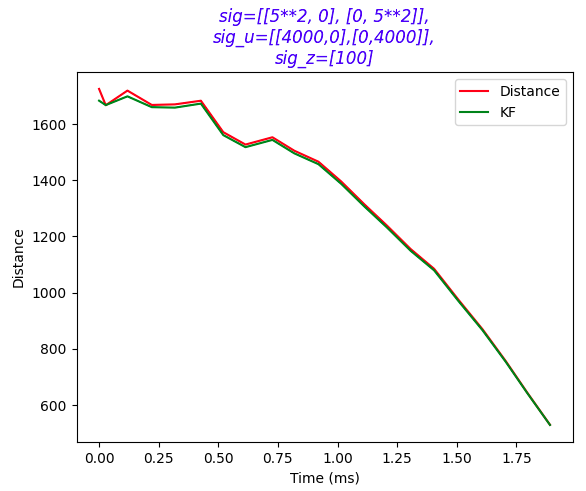 sig=[[5**2, 0], [0, 5**2]],
sig_u=[[4000,0],[0,4000]],
sig_z=[100]
Distance
KF
1600
1400
1200
1000
800
600
Distance
0.00 0.25 0.50 0.75 1.00 1.25 1.50 1.75
Time (ms)